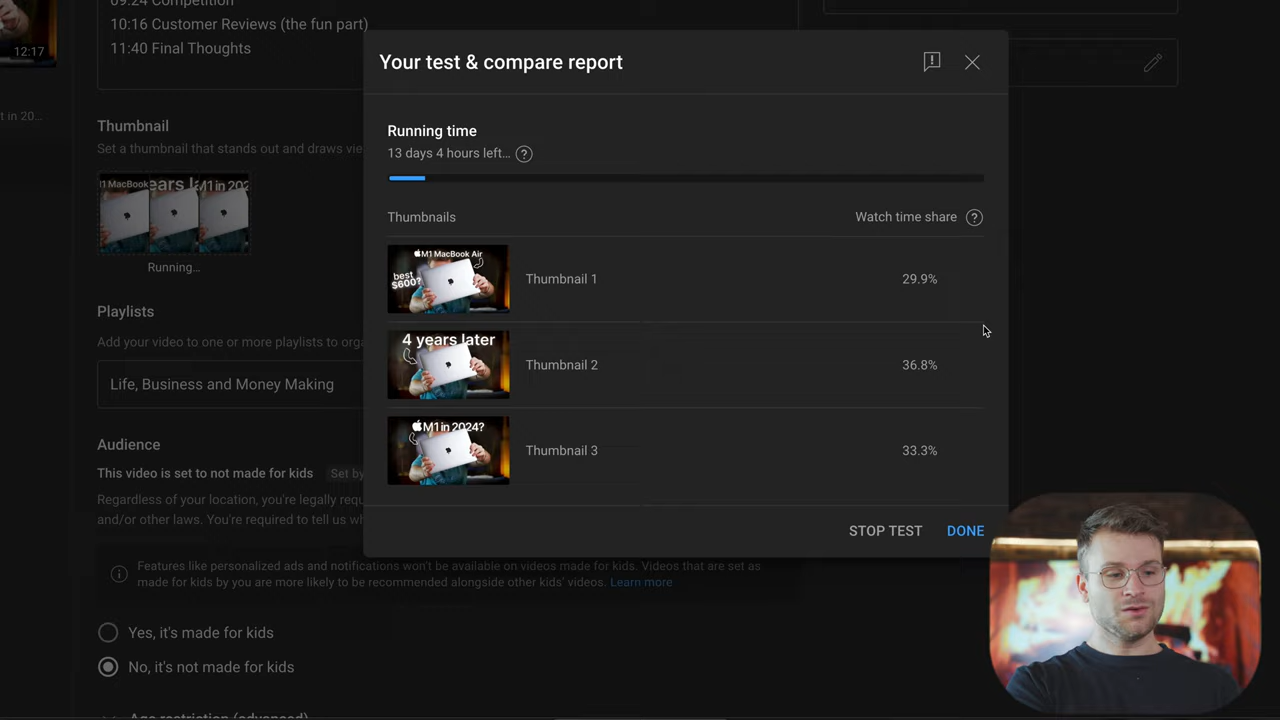 09:24 Competition
10:16 Customer Reviews (the fun part)
11:40 Final Thoughts
12:17
t in 20…
Thumbnail
Set a thumbnail that stands out and draws vie
Running…
Playlists
Add your video to one or more playlists to orga
Life, Business and Money Making
Audience
This video is set to not made for kids
Set by
Regardless of your location, you're legally requ
and/or other laws. You're required to tell us wh
Features like personalized ads and notifications won't be available on videos made for kids. Videos that are set as
made for kids by you are more likely to be recommended alongside other kids' videos. Learn more
Yes, it's made for kids
No, it's not made for kids
Age restriction (advanced)
Your test & compare report
Running time
13 days 4 hours left… ?
Thumbnails
Watch time share ?
M1 MacBook Air
best
$600?
Thumbnail 1
29.9%
4 years later
Thumbnail 2
36.8%
M1 in 2024?
Thumbnail 3
33.3%
STOP TEST
DONE